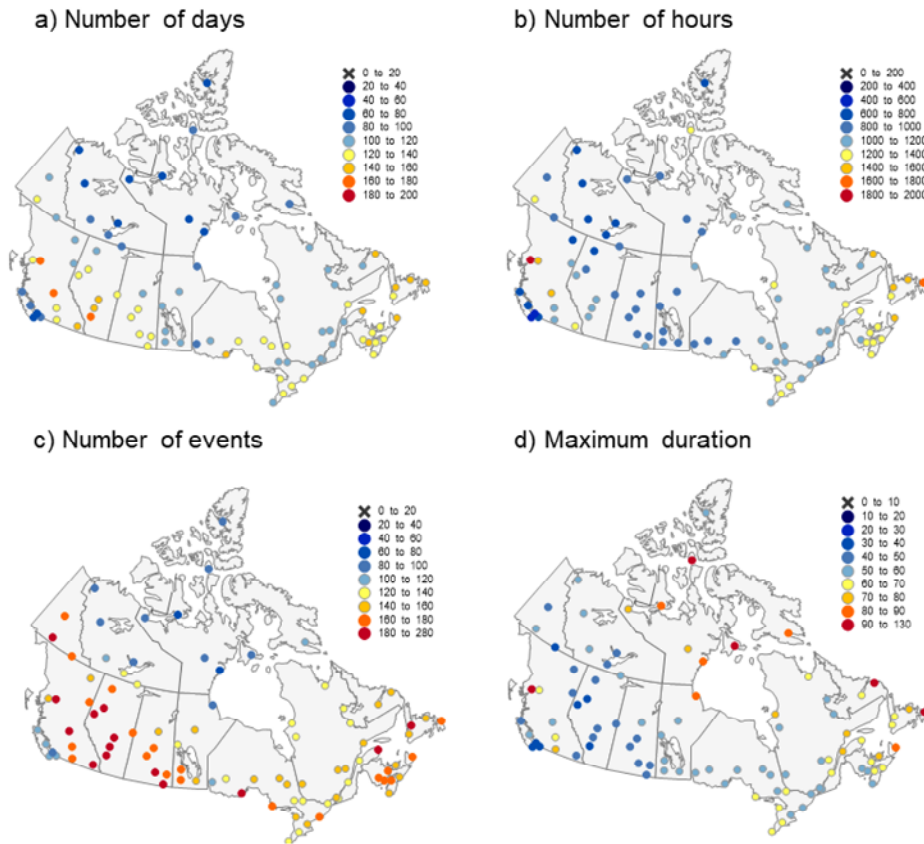 a) Number of days
0 to 20
20 to 40
40 to 60
60 to 80
80 to 100
100 to 120
120 to 140
140 to 160
160 to 180
180 to 200
b) Number of hours
0 to 200
200 to 400
400 to 600
600 to 800
800 to 1000
1000 to 1200
1200 to 1400
1400 to 1600
1600 to 1800
1800 to 2000
c) Number of events
0 to 20
20 to 40
40 to 60
60 to 80
80 to 100
100 to 120
120 to 140
140 to 160
160 to 180
180 to 280
d) Maximum duration
0 to 10
10 to 20
20 to 30
30 to 40
40 to 50
50 to 60
60 to 70
70 to 80
80 to 90
90 to 130